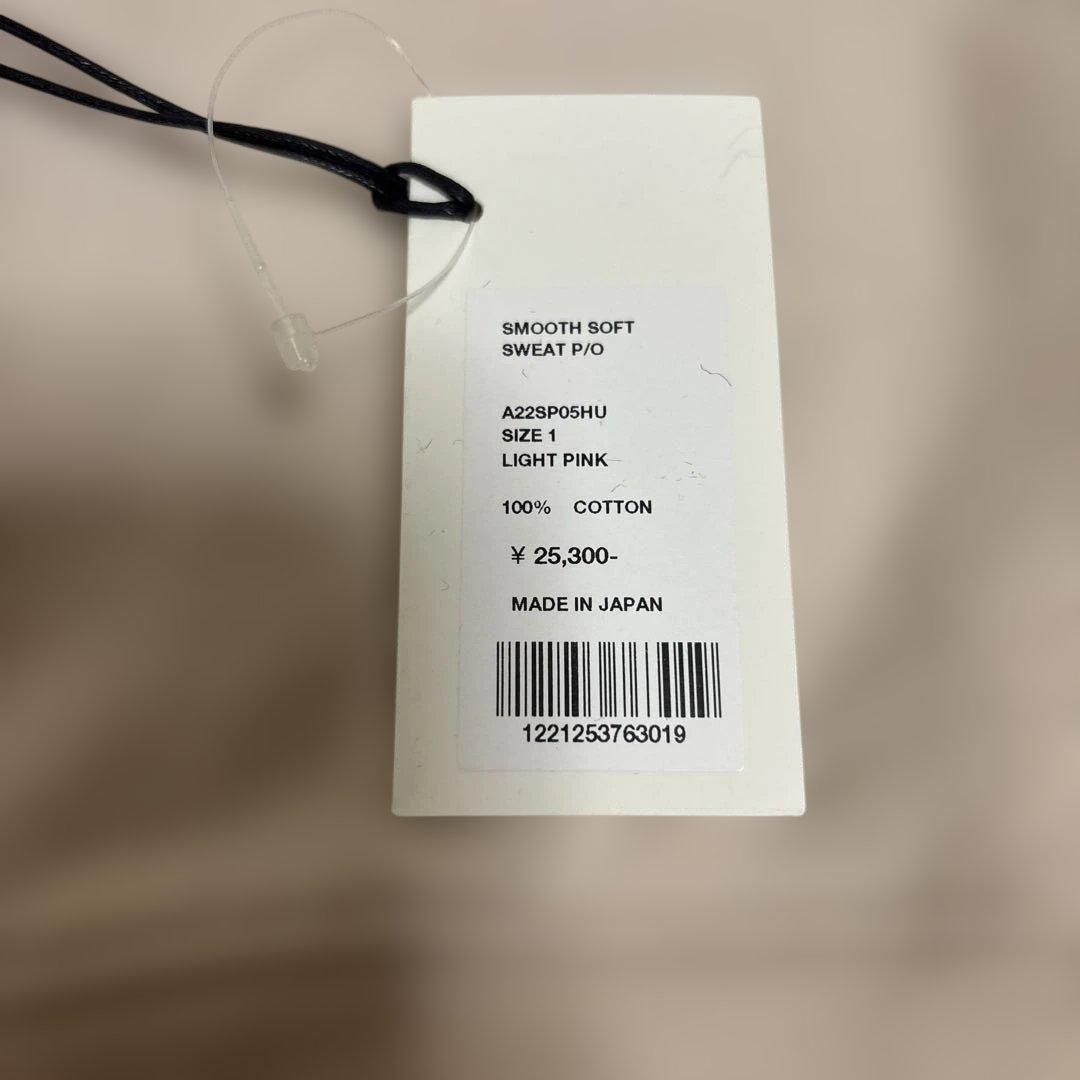 SMOOTH SOFT
SWEAT P/O
A22SP05HU
SIZE 1
LIGHT PINK
100% COTTON
¥ 25,300-
MADE IN JAPAN
1221253763019